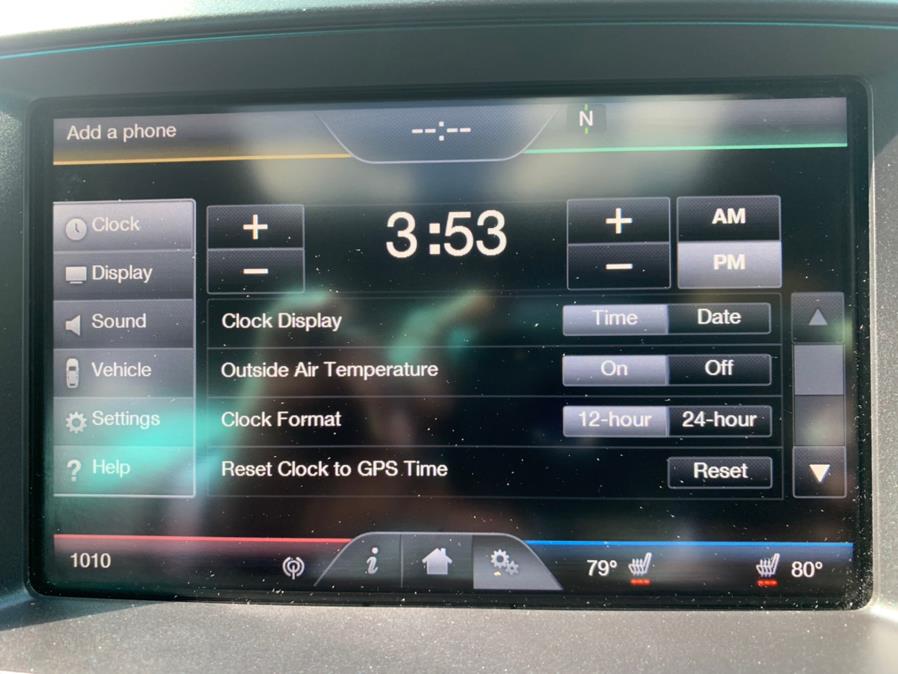 Add a phone --:-- N
Clock + 3:53 + AM
- - PM
Display
Sound Clock Display Time Date
Vehicle Outside Air Temperature On Off
Settings Clock Format 12-hour 24-hour
? Help Reset Clock to GPS Time Reset
1010 i 79° 80°